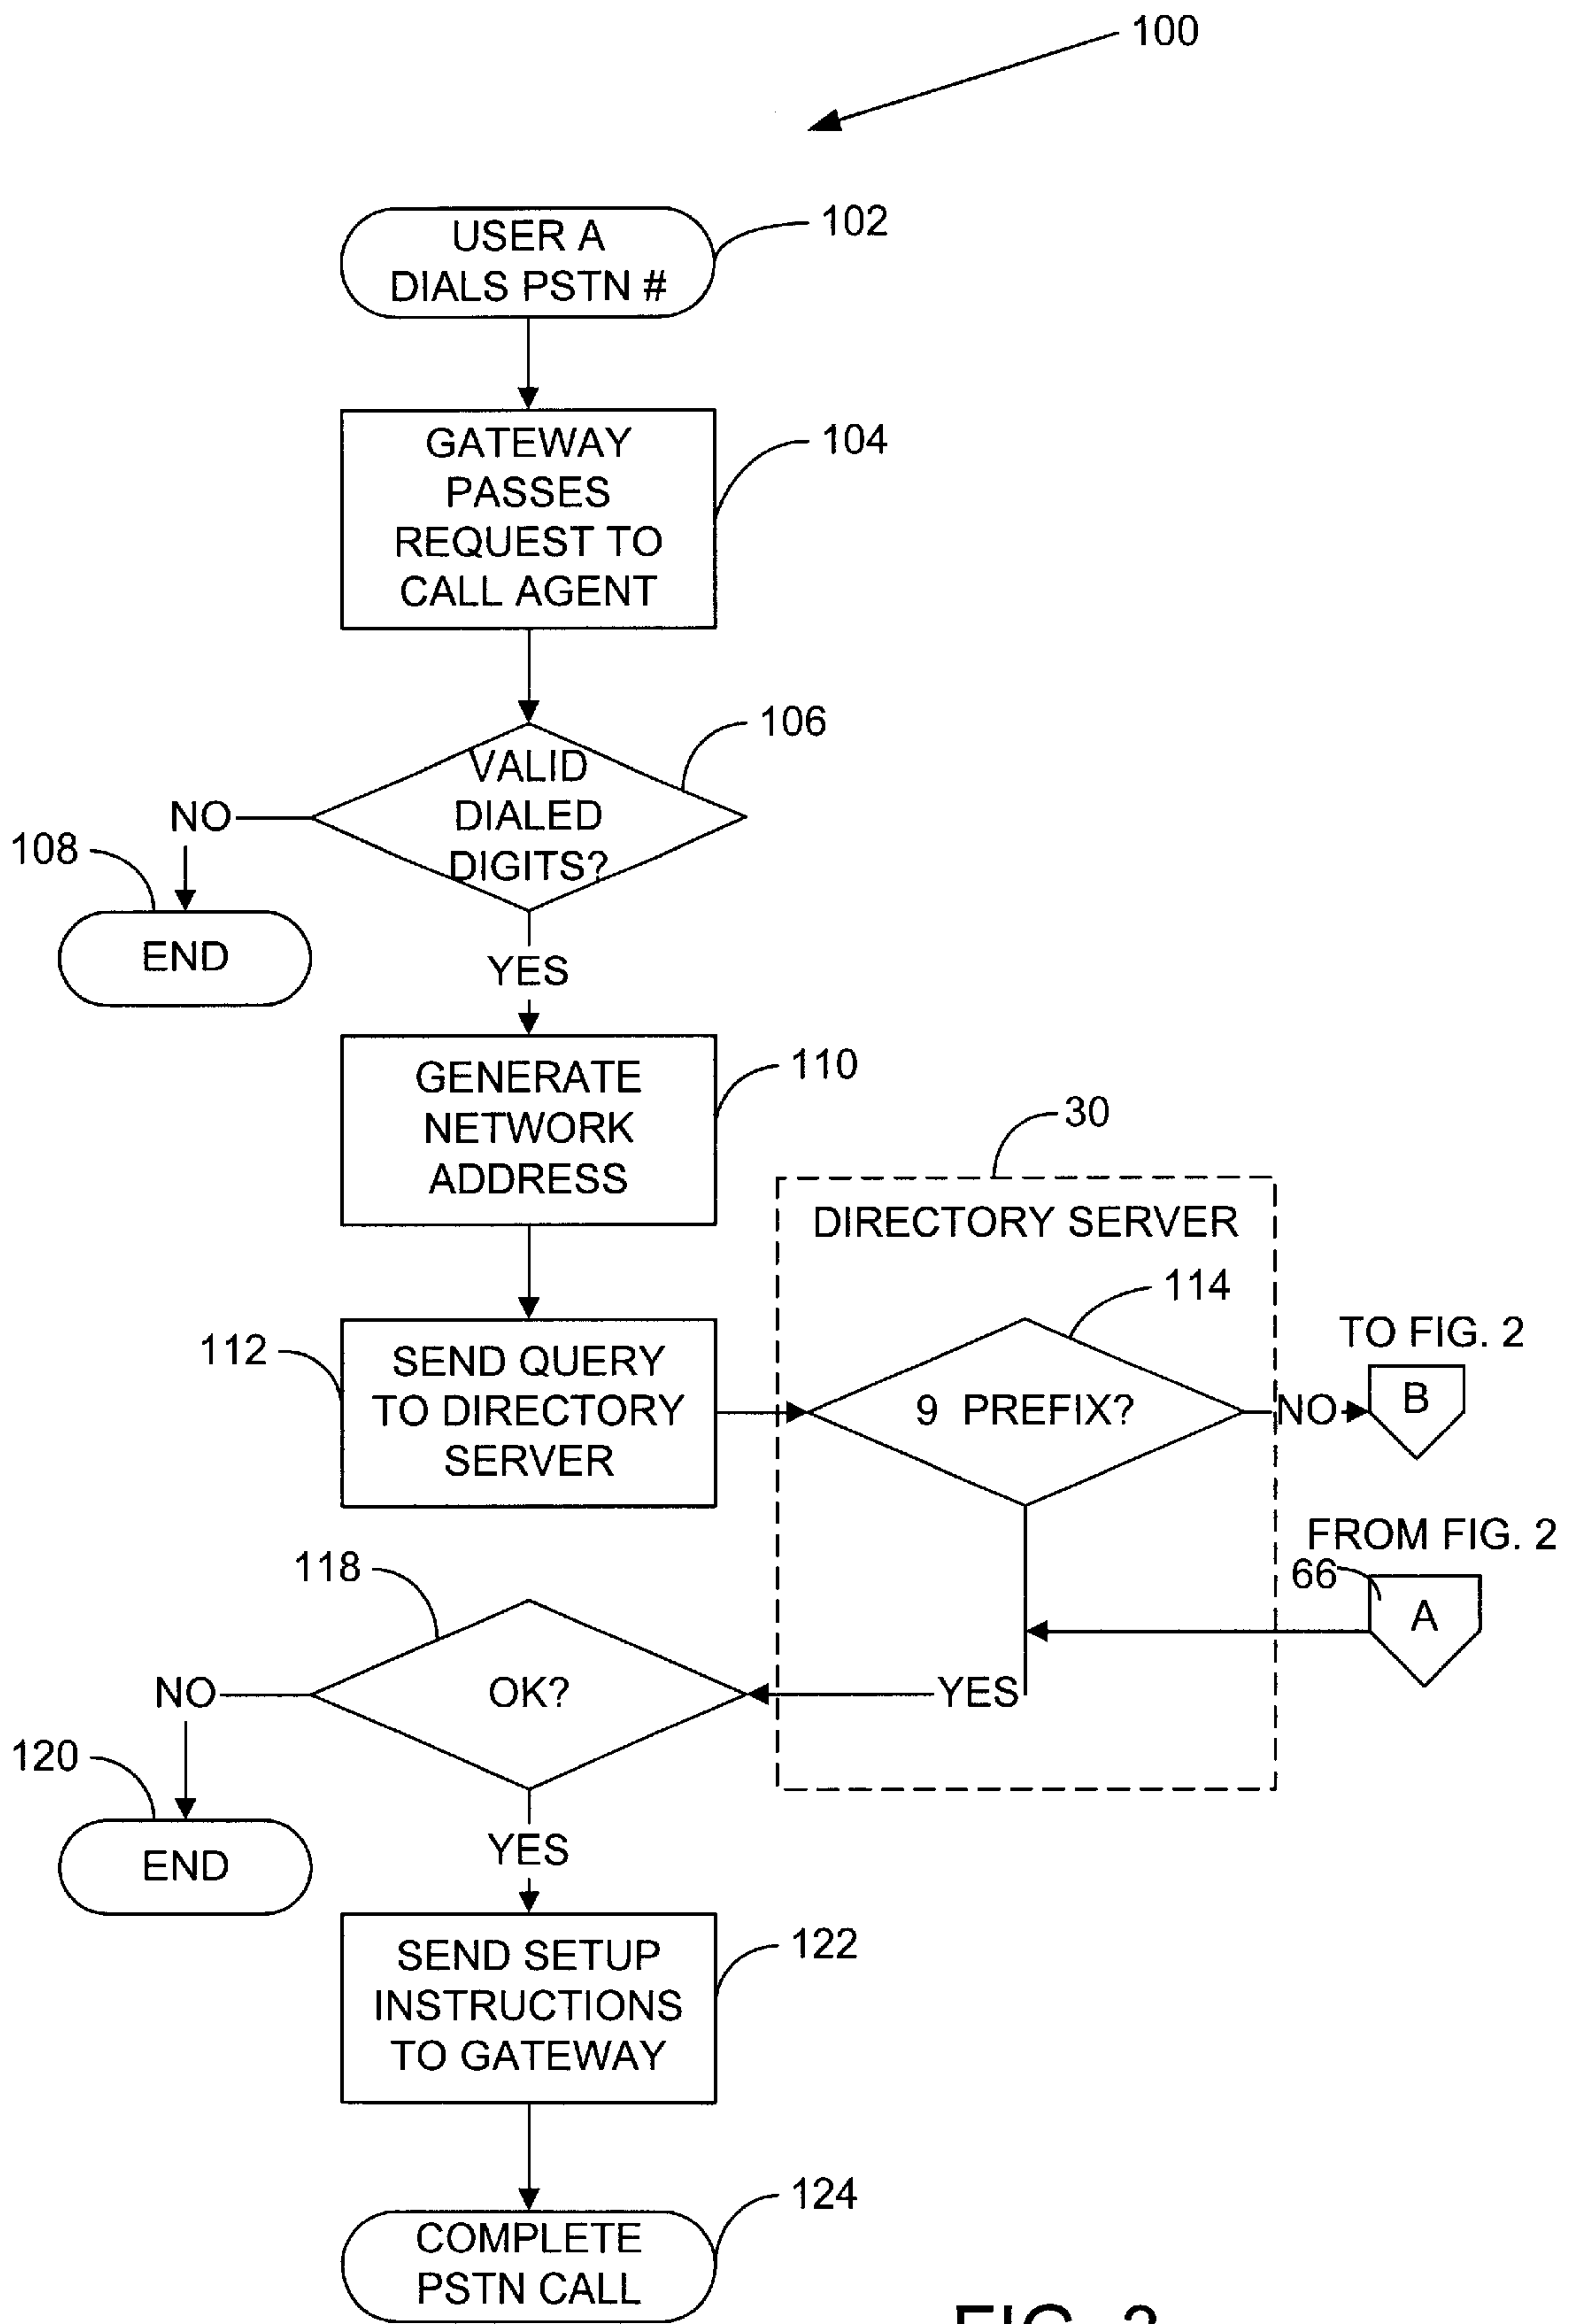 100
USER A
DIALS PSTN #
102
GATEWAY
PASSES
REQUEST TO
CALL AGENT
104
VALID
DIALED
DIGITS?
106
NO
108
END
YES
GENERATE
NETWORK
ADDRESS
110
30
DIRECTORY SERVER
112
SEND QUERY
TO DIRECTORY
SERVER
114
9 PREFIX?
NO
TO FIG. 2
B
FROM FIG. 2
66
A
YES
118
OK?
NO
120
END
YES
SEND SETUP
INSTRUCTIONS
TO GATEWAY
122
COMPLETE
PSTN CALL
124